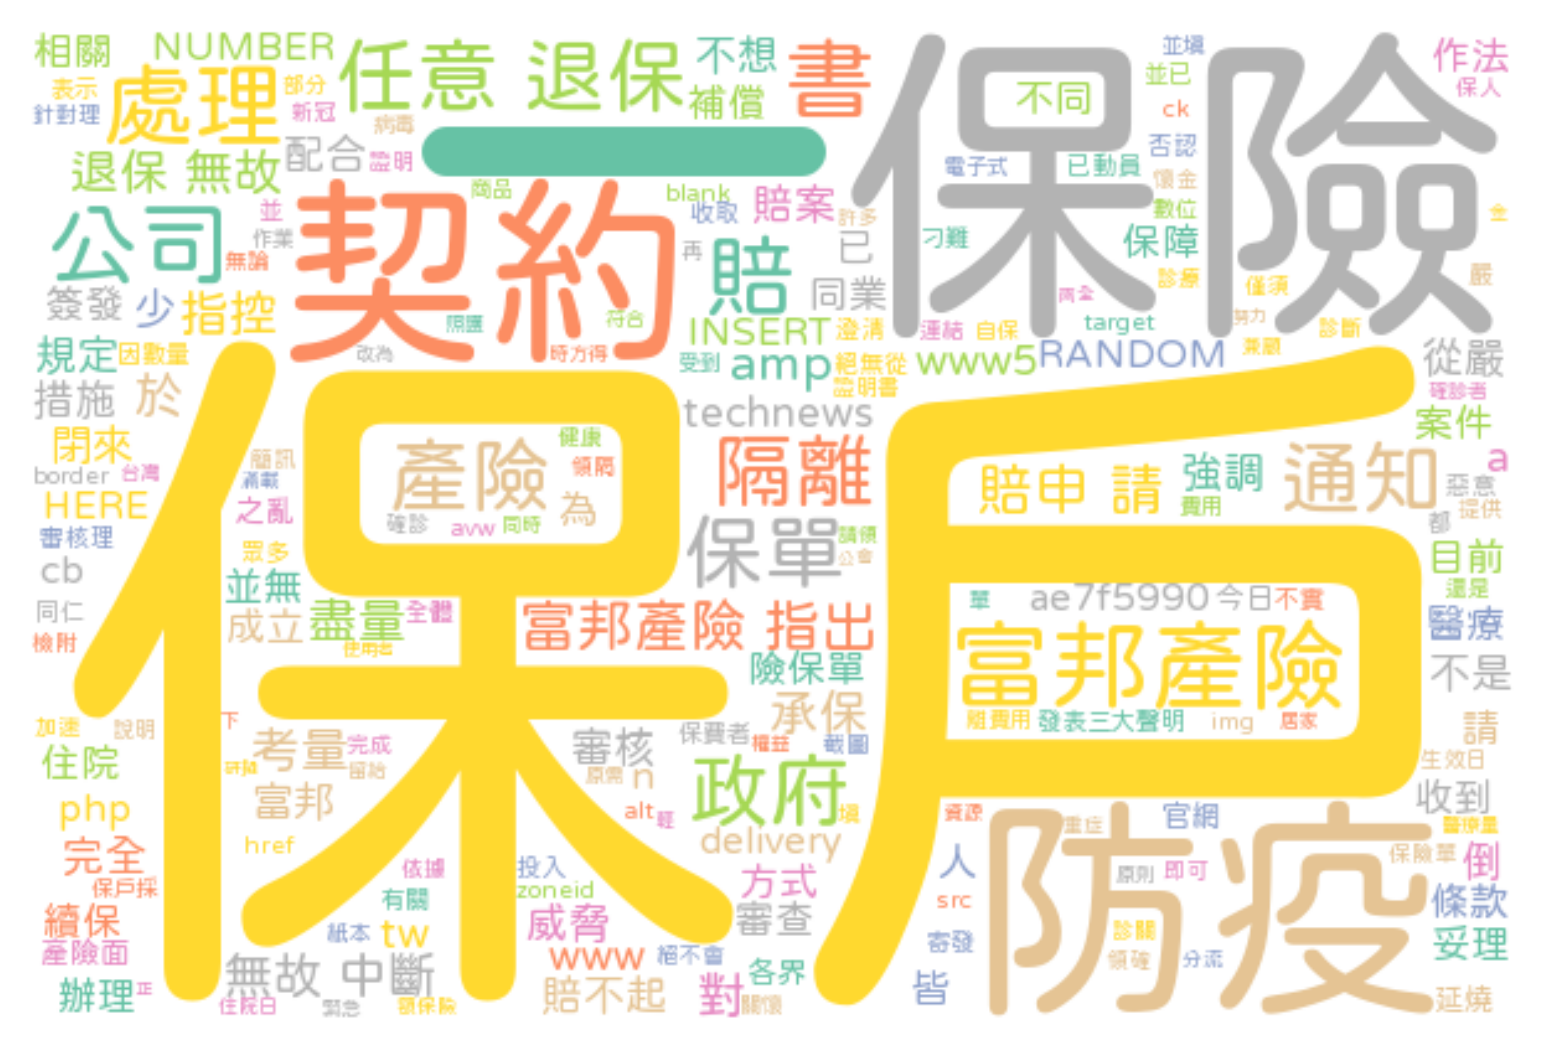 相關
NUMBER
任意 退保
不想
書
保險
並填
作法
表示
處理
部分
補償
不同
並已
保人
針對理
新冠
病毒
ck
退保 無故
配合
證明
一
否認
電子式
已動員
懷金
商品
blank
賠案
數位
公司
並
契約
收取
許多
刁難
保障
作業
無論
再
賠
已
診療
嚴
簽發
少
指控
同業
兩全
僅須
照護
符合
INSERT
澄清
連結
自保
target
努力
診斷
規定
因數量
改為
時方得
受到
amp
絕無從
www5
RANDOM
兼顧
從嚴
措施
於
保戶
證明書
確診者
technews
案件
閉來
產險
健康
隔離
賠申 請
強調
通知
a
border
台灣
簡訊
滿載
領隔
費用
惡意
HERE
之亂
確診
avw
同時
為
保單
請領
都
提供
審核理
眾多
公會
目前
cb
並無
還是
同仁
成立
盡量
全體
富邦產險 指出
單
ae7f5990
今日
不實
醫療
檢附
使用者
險保單
富邦產險
不是
加速
說明
下
承保
離費用
發表三大聲明
img
居家
請
考量
完成
審核
保費者
權益
截圖
住院
留給
原需
n
政府
生效日
php
富邦
alt
輕
填
資源
防疫
重症
官網
收到
醫療量
href
delivery
完全
依據
投入
方式
人
原則
即可
保險單
倒
保戶採
有關
zoneid
src
續保
紙本
tw
威脅
審查
寄發
診關
條款
產險面
www
絕不會
領確
分流
妥理
無故 中斷
各界
辦理
正
住院日
緊急
額保險
賠不起
對
關懷
皆
延燒